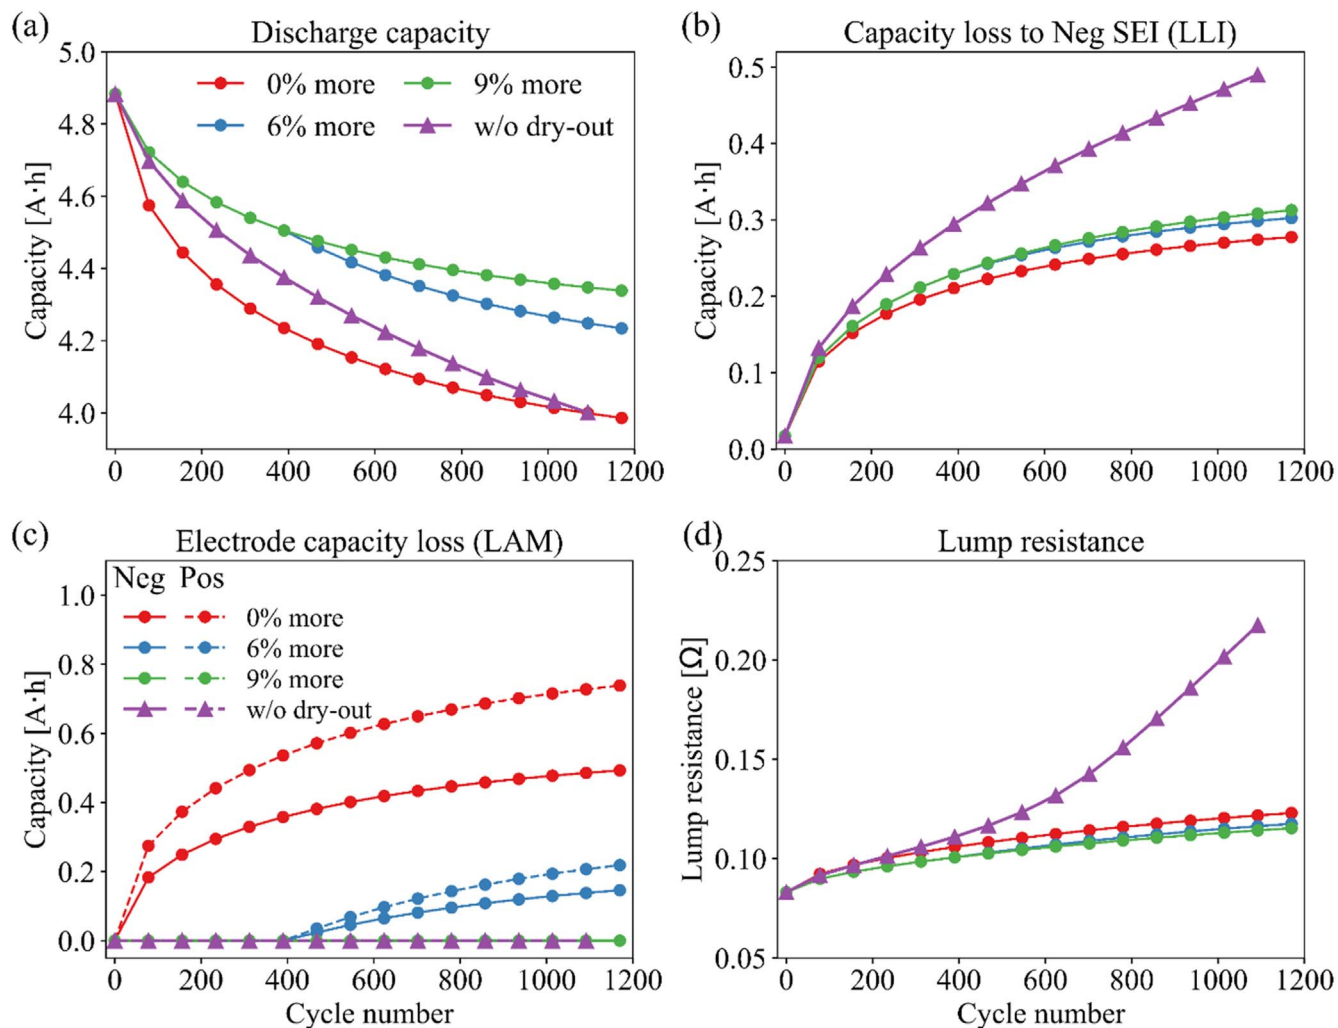 (a)
Discharge capacity
5.0
4.8
4.6
4.4
4.2
4.0
Capacity [A·h]
0% more
6% more
9% more
w/o dry-out
0 200 400 600 800 1000 1200
(b)
Capacity loss to Neg SEI (LLI)
0.5
0.4
0.3
0.2
0.1
0.0
Capacity [A·h]
0 200 400 600 800 1000 1200
(c)
Electrode capacity loss (LAM)
Neg Pos
0% more
6% more
9% more
w/o dry-out
1.0
0.8
0.6
0.4
0.2
0.0
Capacity [A·h]
0 200 400 600 800 1000 1200
Cycle number
(d)
Lump resistance
0.25
0.20
0.15
0.10
0.05
Lump resistance [Ω]
0 200 400 600 800 1000 1200
Cycle number